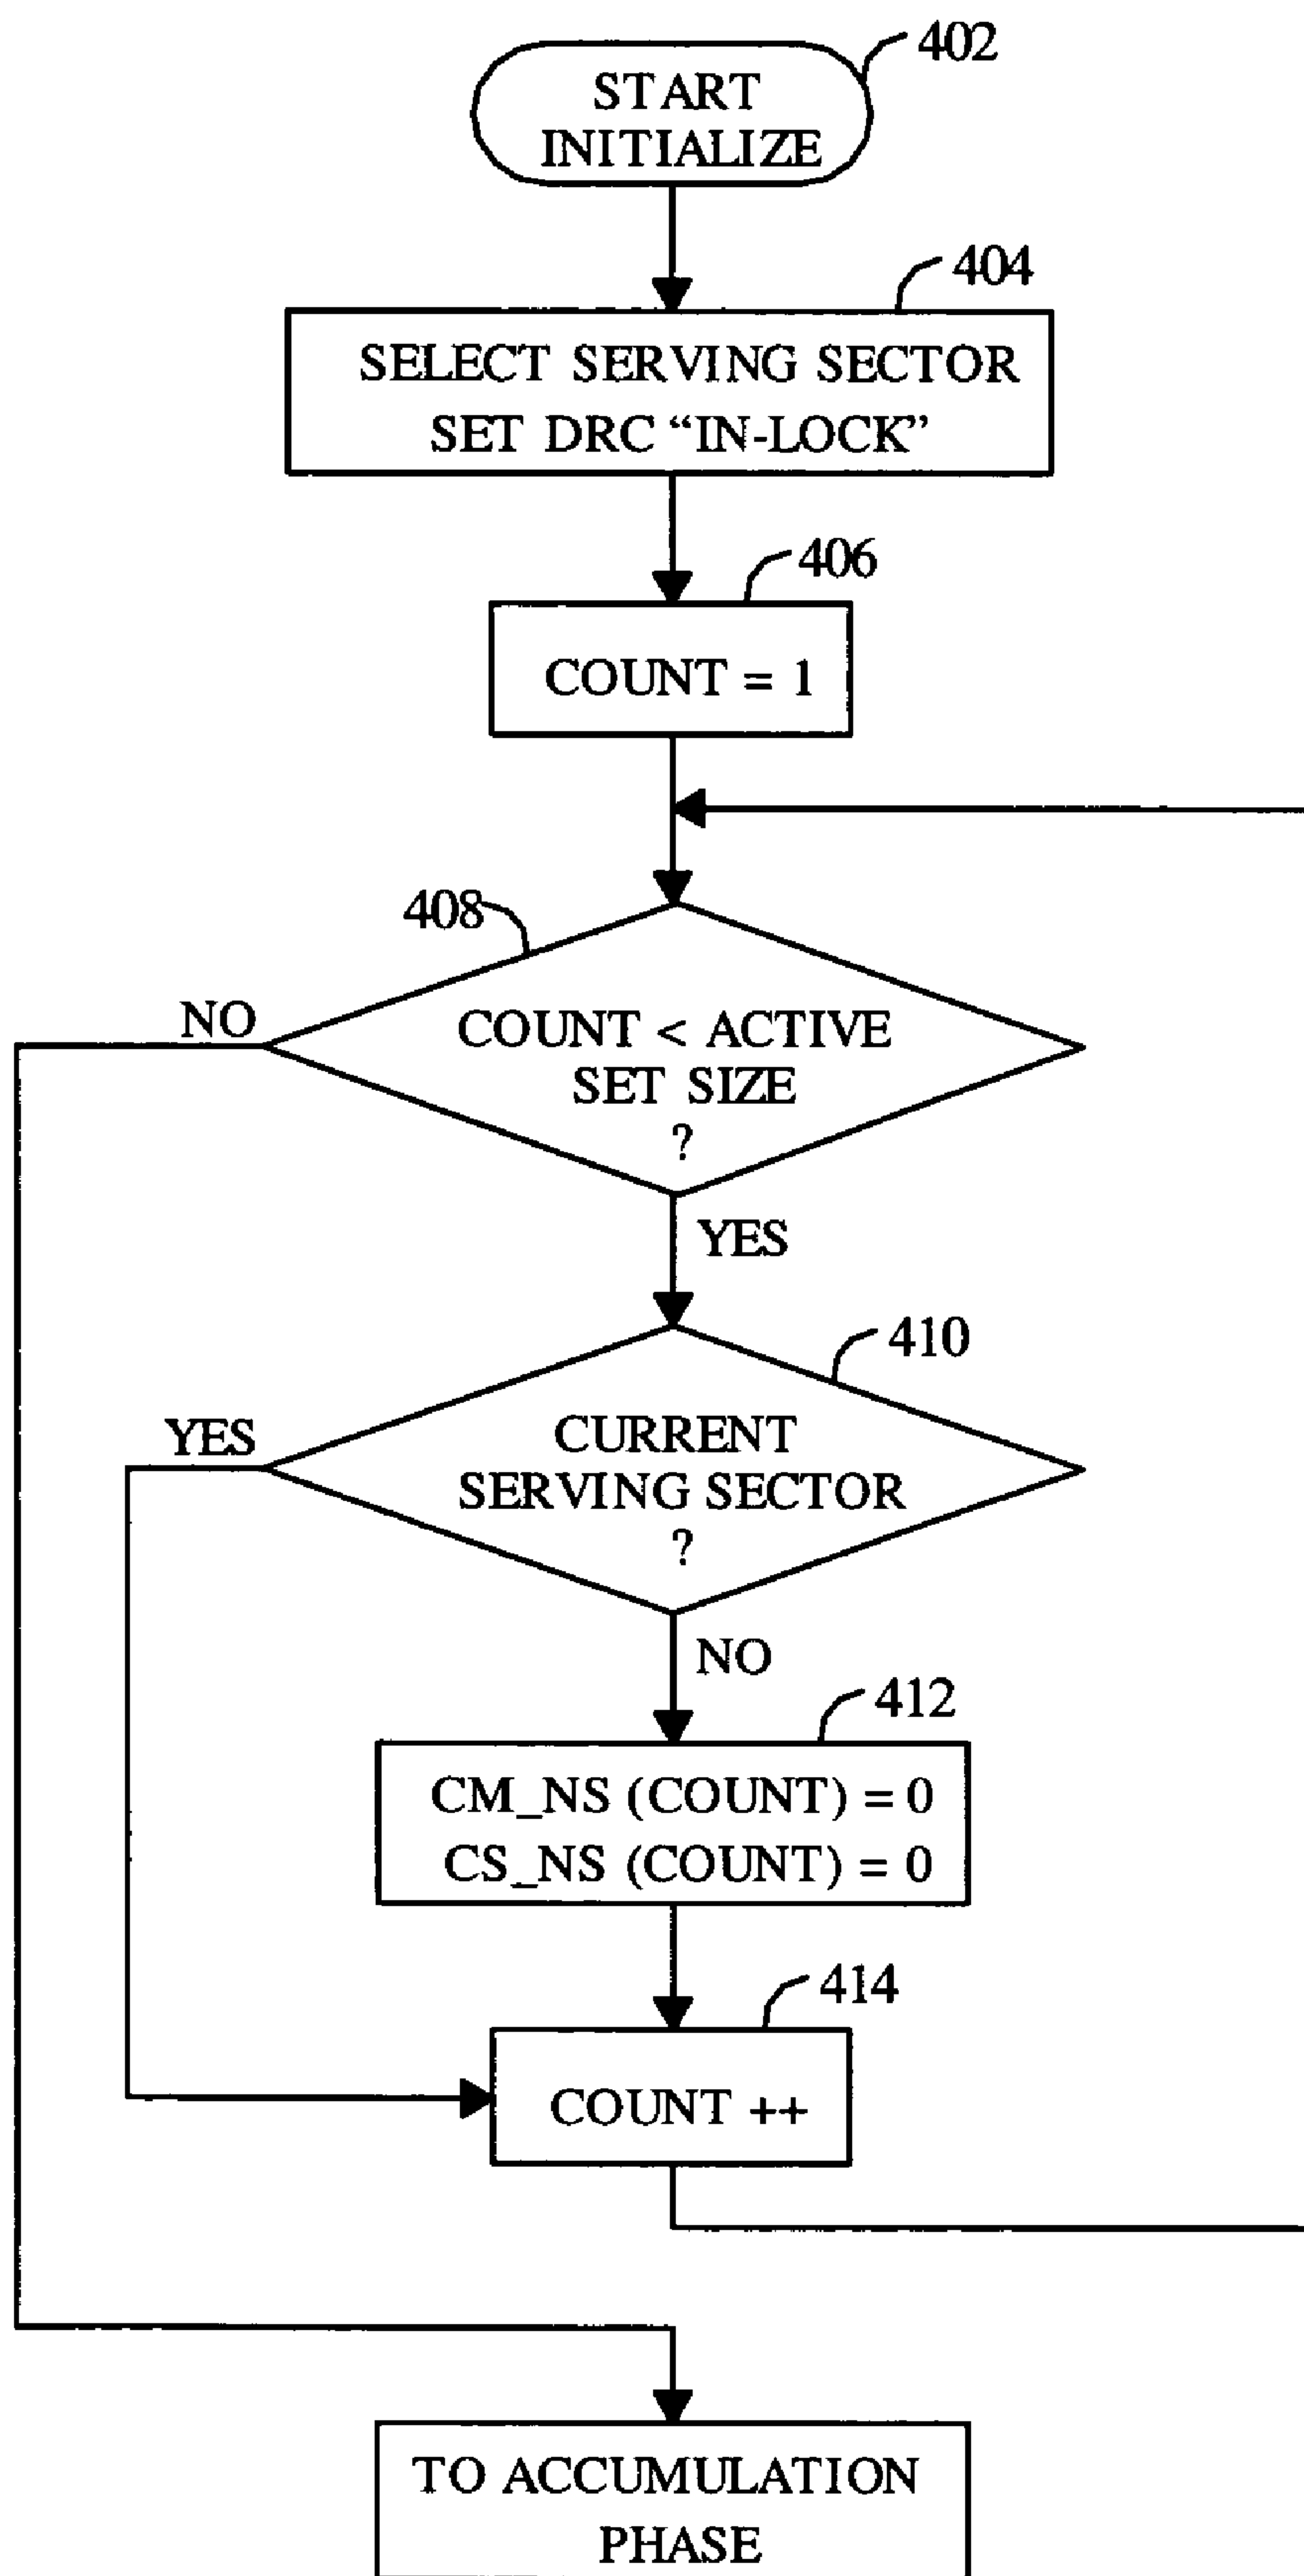 402
START
INITIALIZE
404
SELECT SERVING SECTOR
SET DRC “IN-LOCK”
406
COUNT = 1
408
NO
COUNT < ACTIVE
SET SIZE
?
YES
410
YES
CURRENT
SERVING SECTOR
?
NO
412
CM_NS (COUNT) = 0
CS_NS (COUNT) = 0
414
COUNT ++
TO ACCUMULATION
PHASE